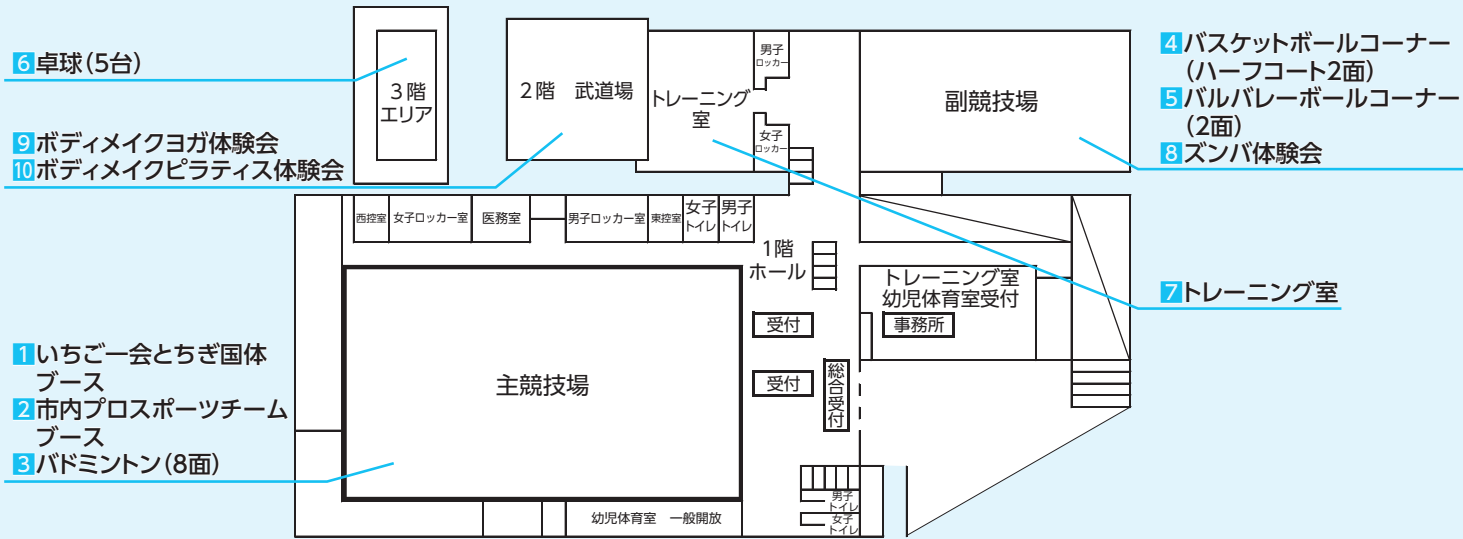 6 卓球(5台)
9 ボディメイクヨガ体験会
10 ボディメイクピラティス体験会
1 いちご一会とちぎ国体
ブース
2 市内プロスポーツチーム
ブース
3 バドミントン(8面)
3階
エリア
2階 武道場
トレーニング
室
男子
ロッカー
女子
ロッカー
副競技場
4 バスケットボールコーナー
(ハーフコート2面)
5 バルバレーボールコーナー
(2面)
8 ズンバ体験会
7 トレーニング室
西控室
女子ロッカー室
医務室
男子ロッカー室
東控室
女子
トイレ
男子
トイレ
1階
ホール
トレーニング室
幼児体育室受付
事務所
受付
受付
総合受付
主競技場
幼児体育室 一般開放
男子
トイレ
女子
トイレ